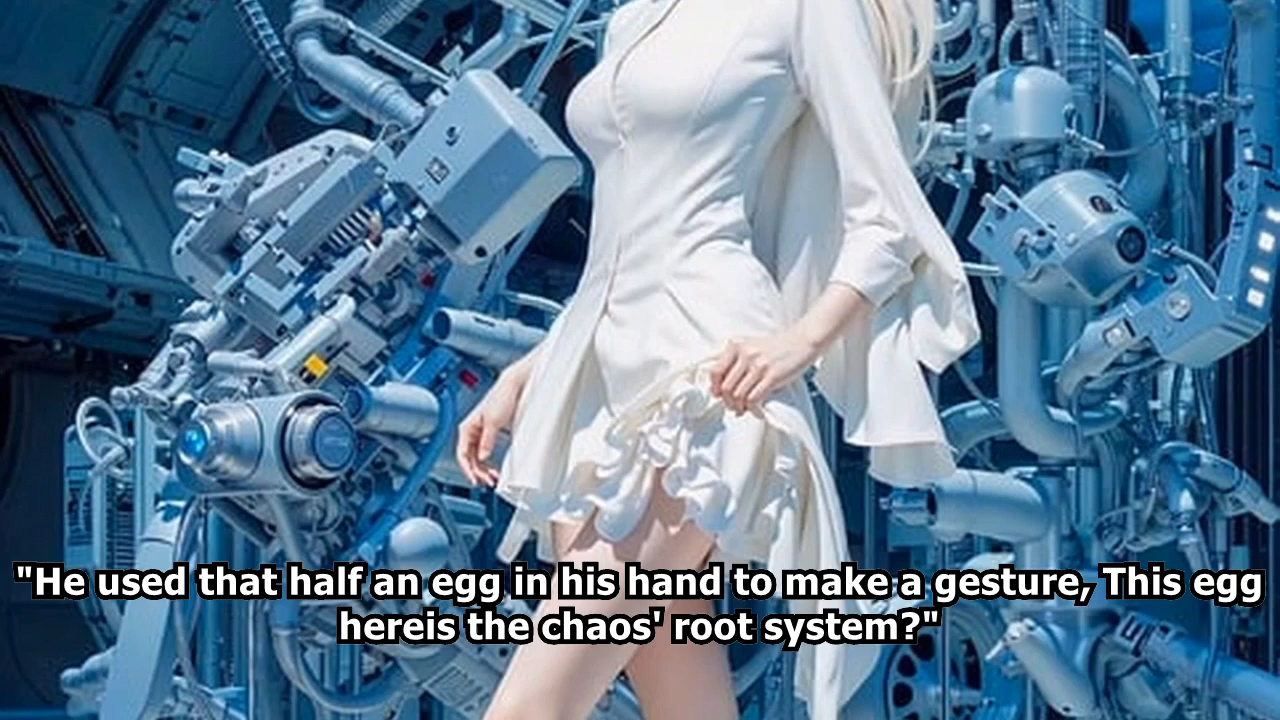 "He used that half an egg in his hand to make a gesture, This egg
hereis the chaos' root system?"